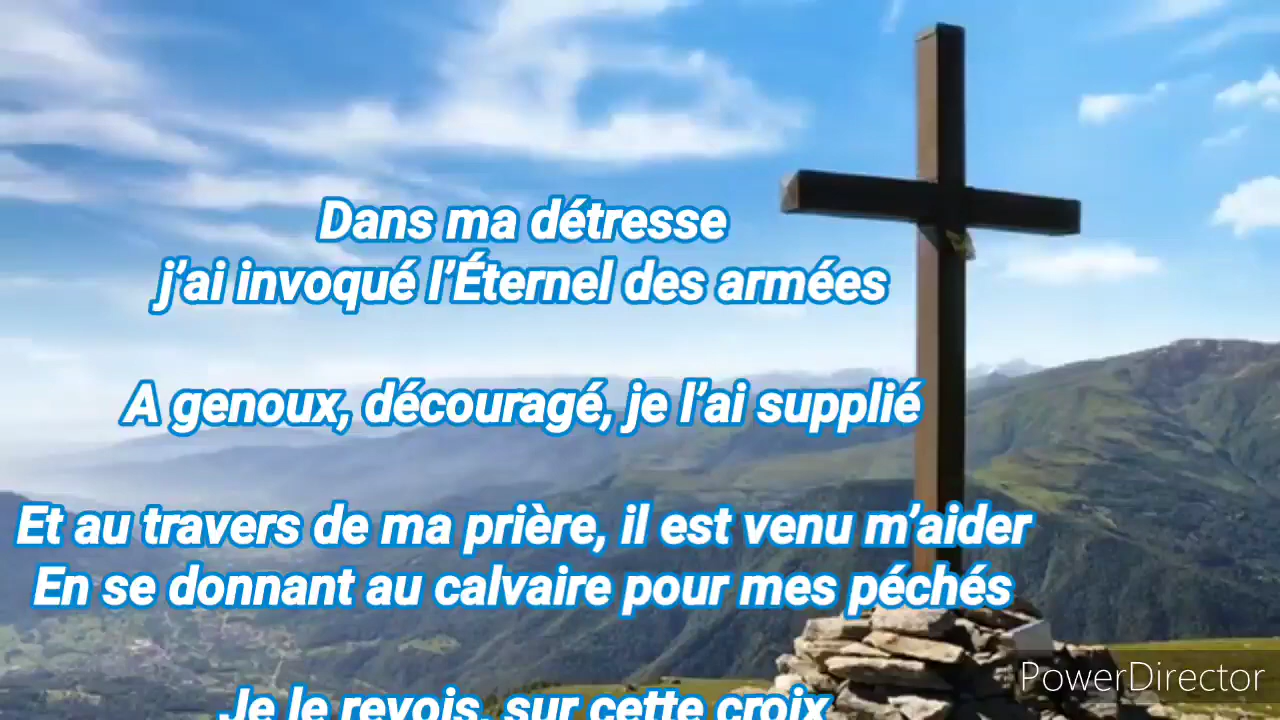 Dans ma détresse
j’ai invoqué l’Éternel des armées
A genoux, découragé, je l’ai supplié
Et au travers de ma prière, il est venu m’aider
En se donnant au calvaire pour mes péchés
PowerDirector
Je le revois, sur cette croix